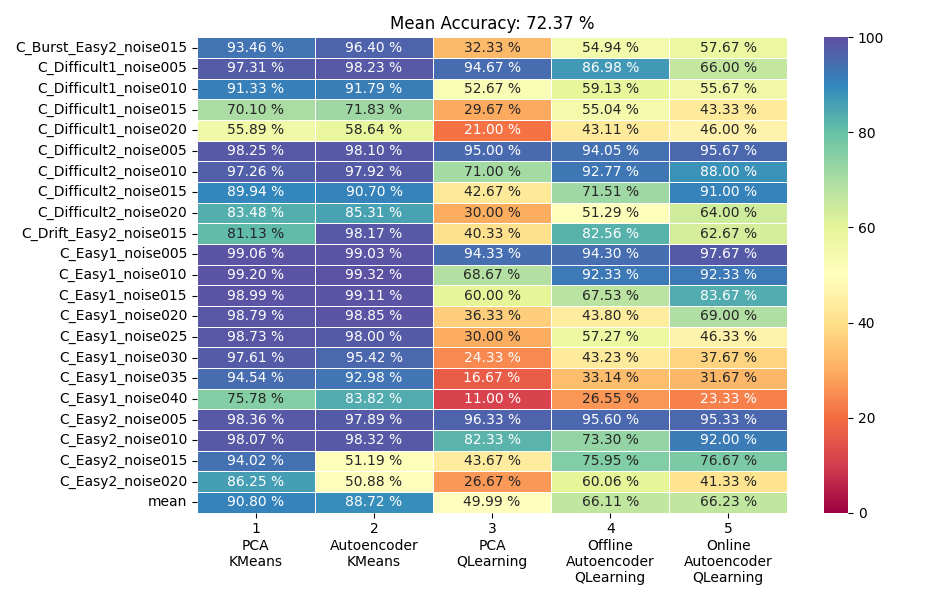 Mean Accuracy: 72.37 %
C_Burst_Easy2_noise015 93.46 % 96.40 % 32.33 % 54.94 % 57.67 %
C_Difficult1_noise005 97.31 % 98.23 % 94.67 % 86.98 % 66.00 %
C_Difficult1_noise010 91.33 % 91.79 % 52.67 % 59.13 % 55.67 %
C_Difficult1_noise015 70.10 % 71.83 % 29.67 % 55.04 % 43.33 %
C_Difficult1_noise020 55.89 % 58.64 % 21.00 % 43.11 % 46.00 %
C_Difficult2_noise005 98.25 % 98.10 % 95.00 % 94.05 % 95.67 %
C_Difficult2_noise010 97.26 % 97.92 % 71.00 % 92.77 % 88.00 %
C_Difficult2_noise015 89.94 % 90.70 % 42.67 % 71.51 % 91.00 %
C_Difficult2_noise020 83.48 % 85.31 % 30.00 % 51.29 % 64.00 %
C_Drift_Easy2_noise015 81.13 % 98.17 % 40.33 % 82.56 % 62.67 %
C_Easy1_noise005 99.06 % 99.03 % 94.33 % 94.30 % 97.67 %
C_Easy1_noise010 99.20 % 99.32 % 68.67 % 92.33 % 92.33 %
C_Easy1_noise015 98.99 % 99.11 % 60.00 % 67.53 % 83.67 %
C_Easy1_noise020 98.79 % 98.85 % 36.33 % 43.80 % 69.00 %
C_Easy1_noise025 98.73 % 98.00 % 30.00 % 57.27 % 46.33 %
C_Easy1_noise030 97.61 % 95.42 % 24.33 % 43.23 % 37.67 %
C_Easy1_noise035 94.54 % 92.98 % 16.67 % 33.14 % 31.67 %
C_Easy1_noise040 75.78 % 83.82 % 11.00 % 26.55 % 23.33 %
C_Easy2_noise005 98.36 % 97.89 % 96.33 % 95.60 % 95.33 %
C_Easy2_noise010 98.07 % 98.32 % 82.33 % 73.30 % 92.00 %
C_Easy2_noise015 94.02 % 51.19 % 43.67 % 75.95 % 76.67 %
C_Easy2_noise020 86.25 % 50.88 % 26.67 % 60.06 % 41.33 %
mean 90.80 % 88.72 % 49.99 % 66.11 % 66.23 %
1 2 3 4 5
PCA Autoencoder PCA Offline Online
KMeans KMeans QLearning Autoencoder Autoencoder
QLearning QLearning
100
80
60
40
20
0